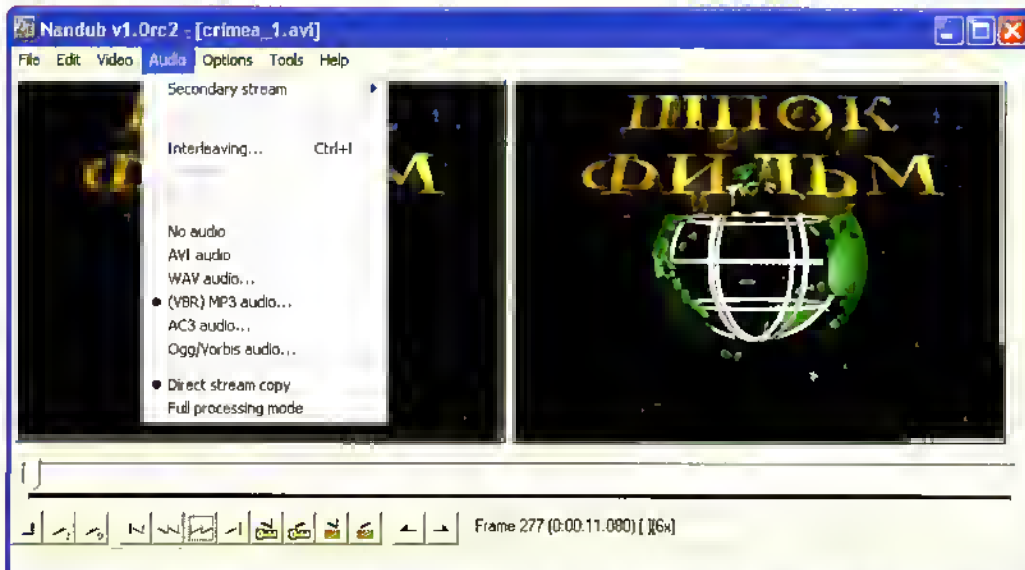 Nandub v1.0rc2 - [crimea_1.avi]
File Edit Video Audio Options Tools Help
Secondary stream
Interleaving... Ctrl+I
No audio
AVI audio
WAV audio...
(VBR) MP3 audio...
AC3 audio...
Ogg/Vorbis audio...
Direct stream copy
Full processing mode
М
ШПОК
ФИЛЬМ
Frame 277 (0:00:11.080) [ ][6x]